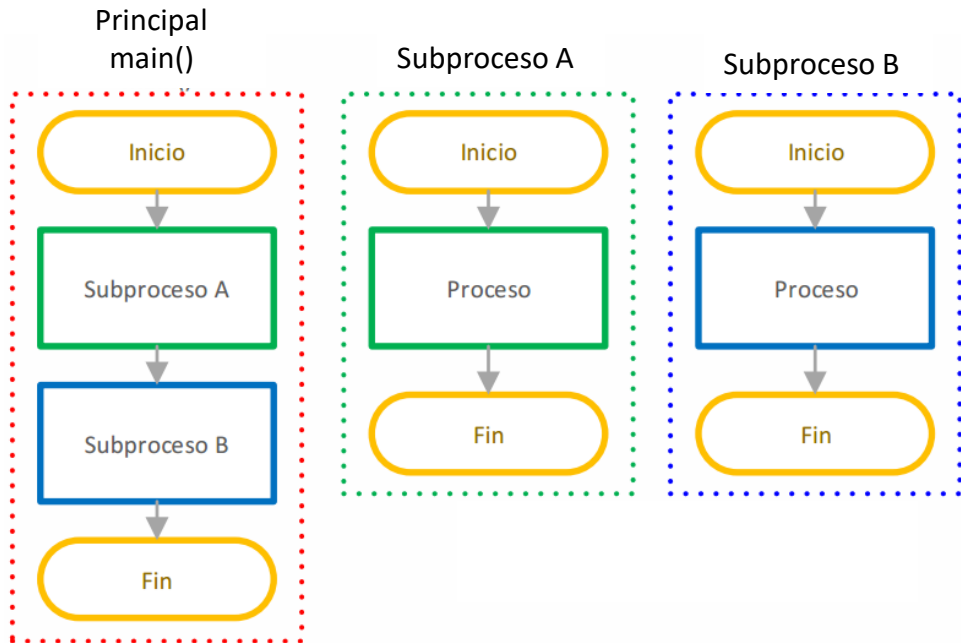 Principal
main()
Inicio
Subproceso A
Subproceso B
Fin
Subproceso A
Inicio
Proceso
Fin
Subproceso B
Inicio
Proceso
Fin